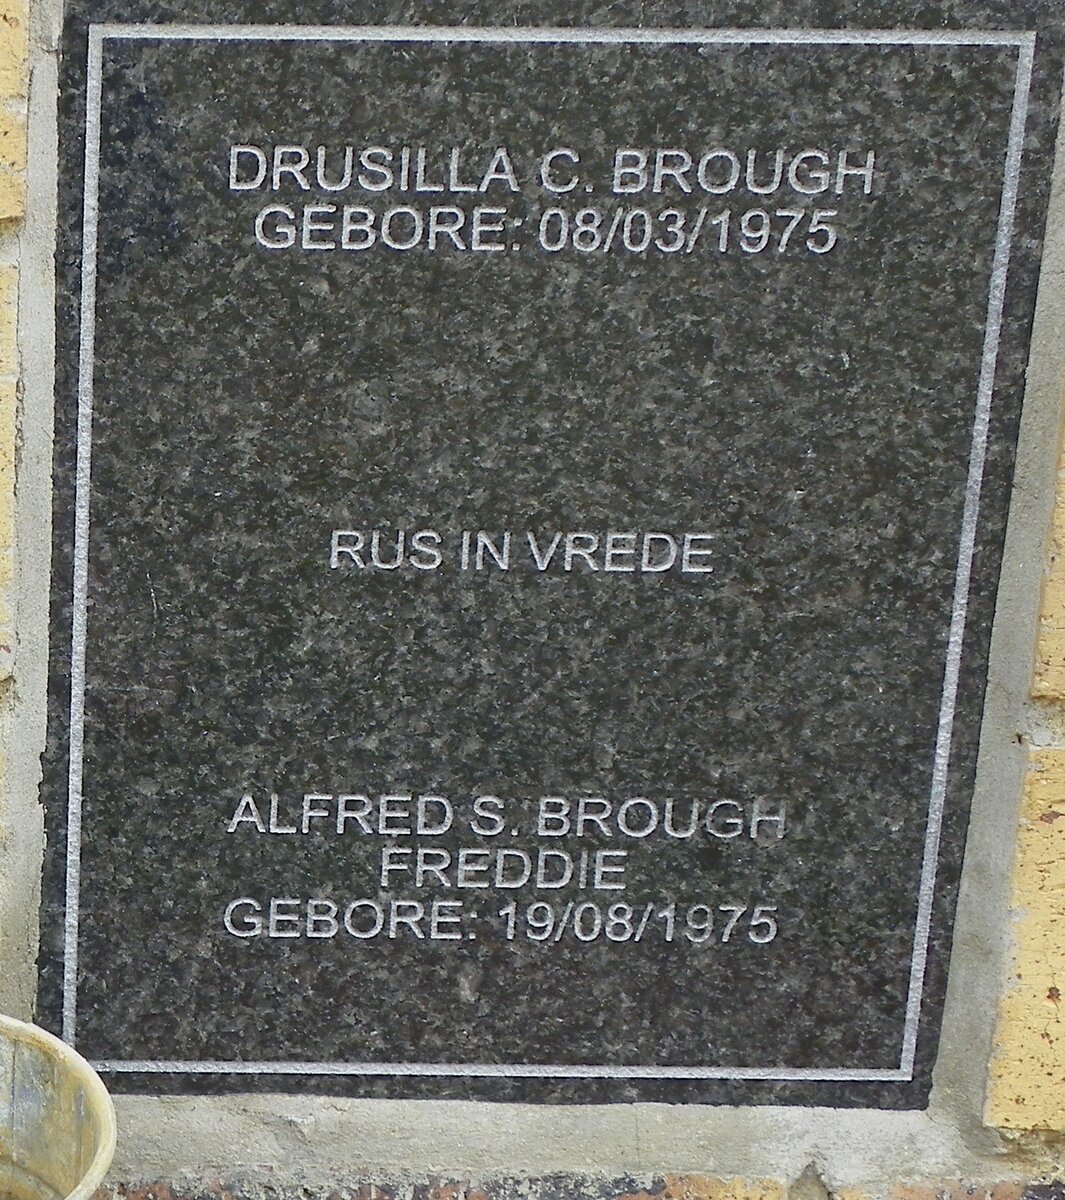 DRUSILLA C. BROUGH
GEBORE: 08/03/1975
RUS IN VREDE
ALFRED S. BROUGH
FREDDIE
GEBORE: 19/08/1975